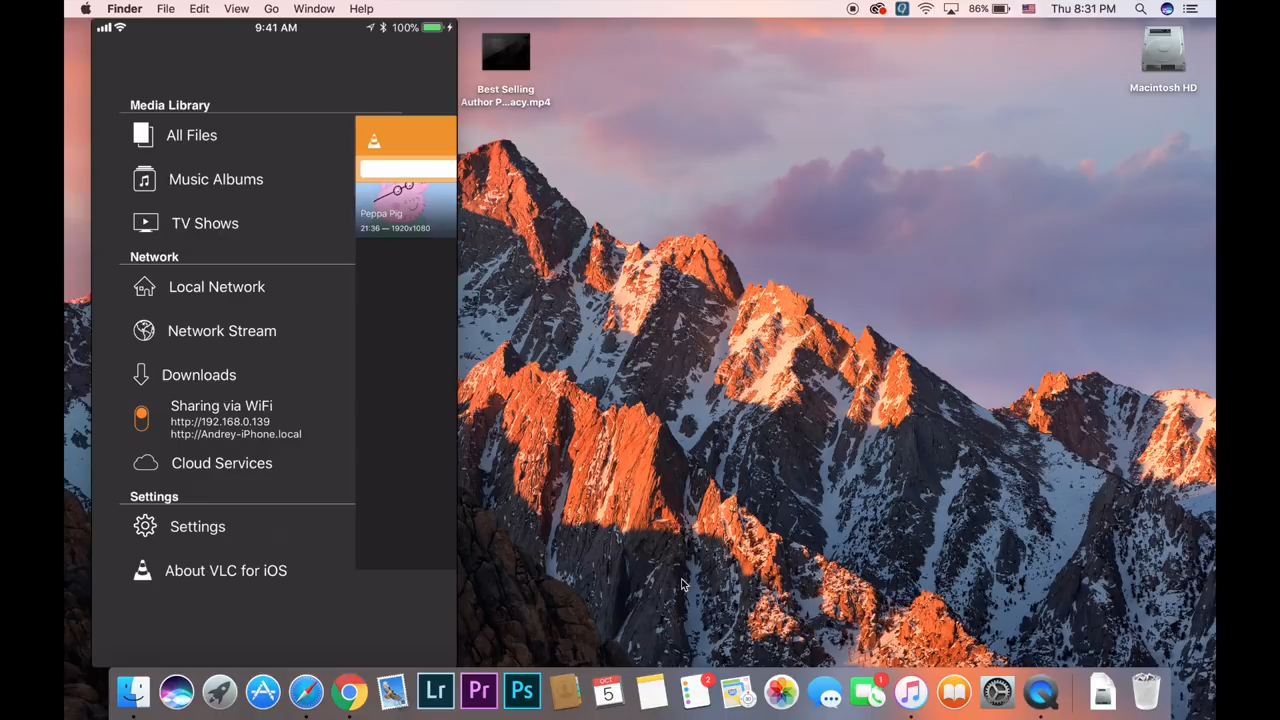 Finder File Edit View Go Window Help
86% Thu 8:31 PM
9:41 AM 100%
Media Library
All Files
Music Albums
TV Shows
Network
Local Network
Network Stream
Downloads
Sharing via WiFi
http://192.168.0.139
http://Andrey-iPhone.local
Cloud Services
Settings
Settings
About VLC for iOS
Peppa Pig
21:36 — 1920x1080
Best Selling
Author P...acy.mp4
Macintosh HD
Lr
Pr
Ps
OCT
5
2
1